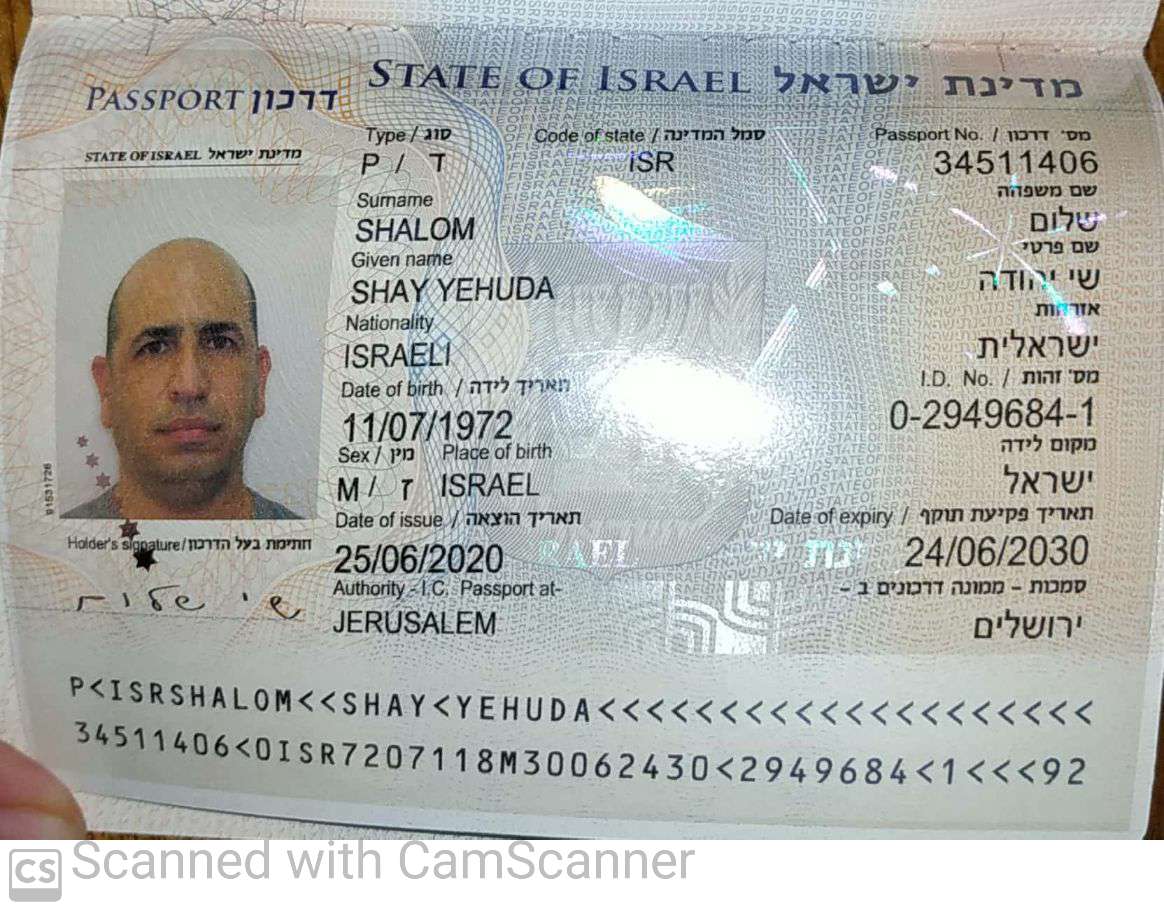 STATE OF ISRAEL מדינת ישראל
PASSPORT דרכון
STATE OF ISRAEL מדינת ישראל
Type / סוג Code of state / סמל המדינה Passport No. / מס' דרכון
P / ד ISR 34511406
Surname שם משפחה
SHALOM שלום
Given name שם פרטי
SHAY YEHUDA שי יהודה
Nationality אזרחות
ISRAELI ישראלית
Date of birth / תאריך לידה I.D. No. / מס' זהות
11/07/1972 0-2949684-1
Sex / מין Place of birth מקום לידה
M / ז ISRAEL ישראל
Date of issue / תאריך הוצאה Date of expiry / תאריך פקיעת תוקף
25/06/2020 24/06/2030
Authority - I.C. Passport at- סמכות - ממונה דרכונים ב -
JERUSALEM ירושלים
91531726
Holder's signature/חתימת בעל הדרכון
P<ISRSHALOM<<SHAY<YEHUDA<<<<<<<<<<<<<<<<<<<<
34511406<0ISR7207118M30062430<2949684<1<<<92
CS Scanned with CamScanner